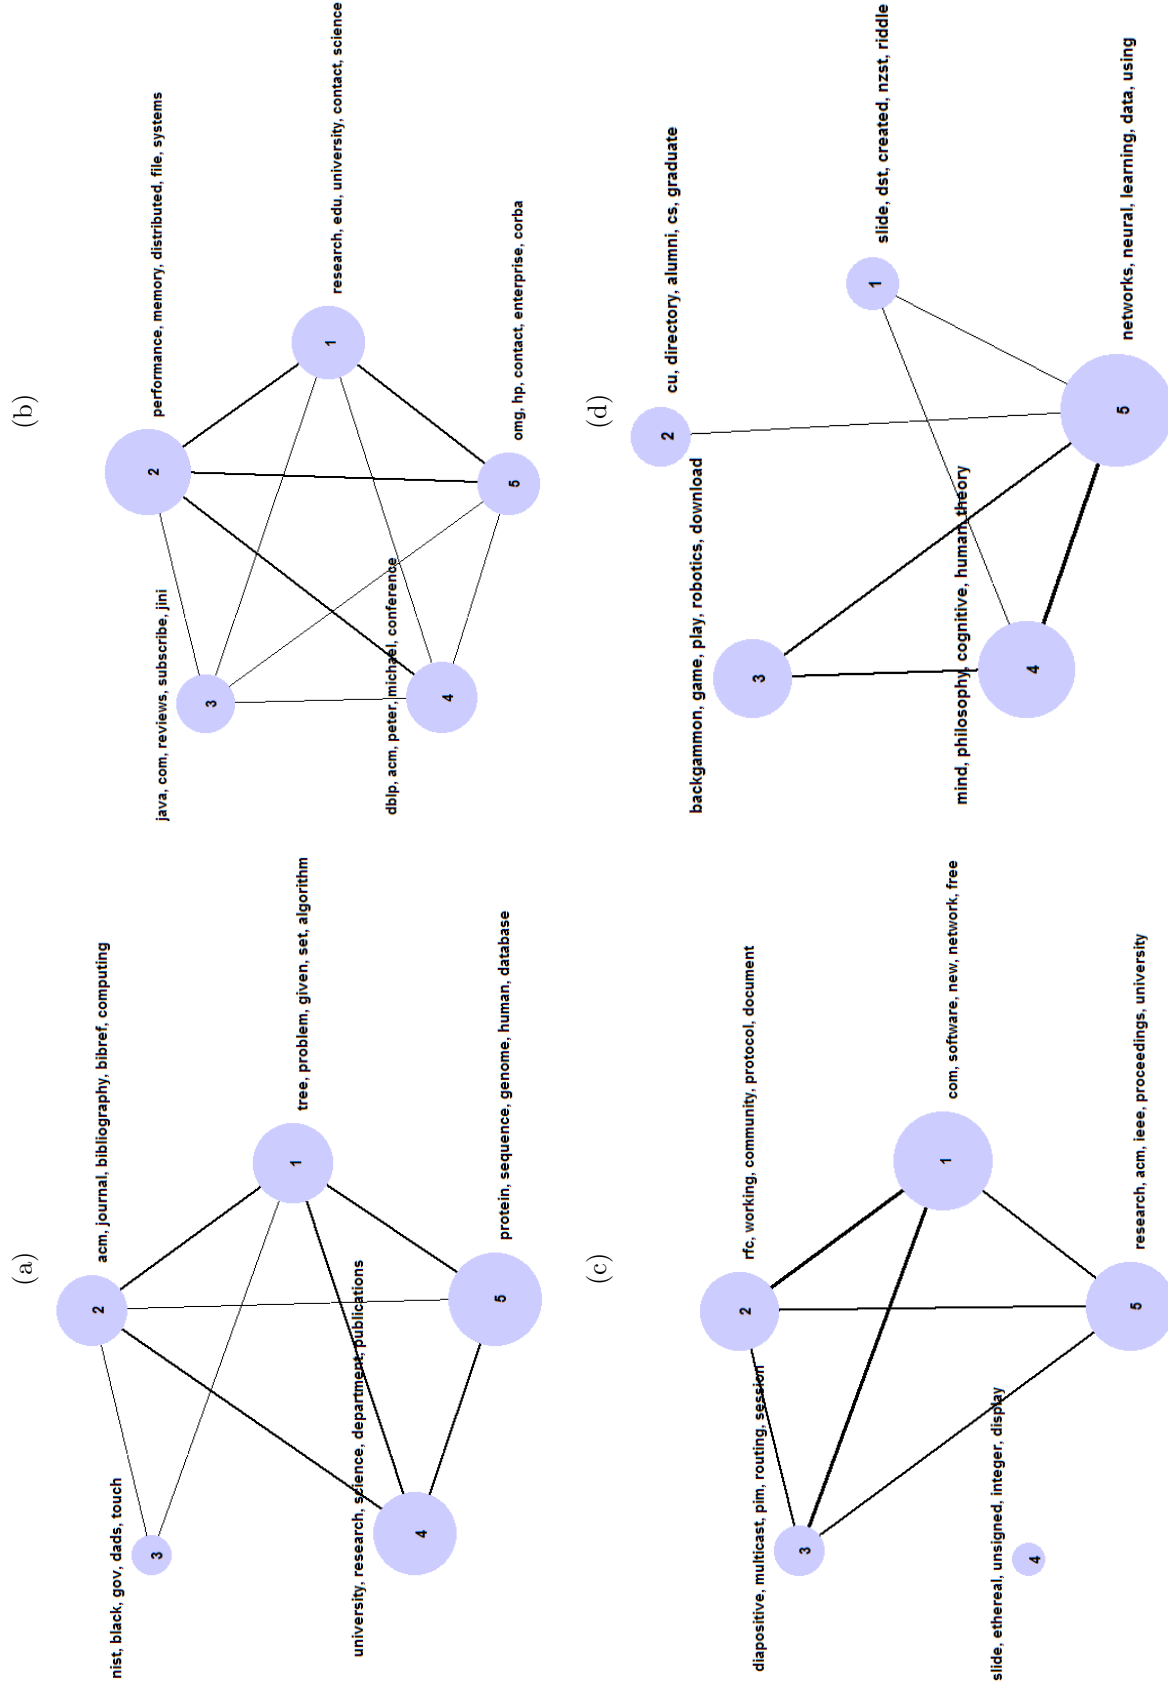 (a)
acm, journal, bibliography, bibref, computing
2
nist, black, gov, dads, touch
3
1
tree, problem, given, set, algorithm
university, research, science, department, publications
4
5
protein, sequence, genome, human, database
(b)
performance, memory, distributed, file, systems
2
java, com, reviews, subscribe, jini
3
1
research, edu, university, contact, science
dblp, acm, peter, michael, conference
4
5
omg, hp, contact, enterprise, corba
(c)
rfc, working, community, protocol, document
2
diapositive, multicast, pim, routing, session
3
1
com, software, new, network, free
slide, ethereal, unsigned, integer, display
4
5
research, acm, ieee, proceedings, university
(d)
cu, directory, alumni, cs, graduate
2
backgammon, game, play, robotics, download
3
1
slide, dst, created, nzst, riddle
mind, philosophy, cognitive, human, theory
4
5
networks, neural, learning, data, using